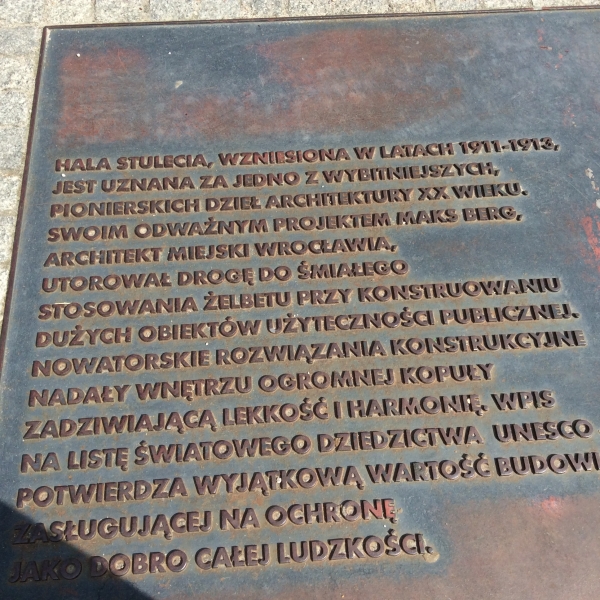 HALA STULECIA, WZNIESIONA W LATACH 1911-1913,
JEST UZNANA ZA JEDNO Z WYBITNIEJSZYCH,
PIONIERSKICH DZIEŁ ARCHITEKTURY XX WIEKU.
SWOIM ODWAŻNYM PROJEKTEM MAKS BERG,
ARCHITEKT MIEJSKI WROCŁAWIA,
UTOROWAŁ DROGĘ DO ŚMIAŁEGO
STOSOWANIA ŻELBETU PRZY KONSTRUOWANIU
DUŻYCH OBIEKTÓW UŻYTECZNOŚCI PUBLICZNEJ.
NOWATORSKIE ROZWIĄZANIA KONSTRUKCYJNE
NADAŁY WNĘTRZU OGROMNEJ KOPUŁY
ZADZIWIAJĄCĄ LEKKOŚĆ I HARMONIĘ. WPIS
NA LISTĘ ŚWIATOWEGO DZIEDZICTWA UNESCO
POTWIERDZA WYJĄTKOWĄ WARTOŚĆ BUDOWI
ZASŁUGUJĄCEJ NA OCHRONĘ
JAKO DOBRO CAŁEJ LUDZKOŚCI.